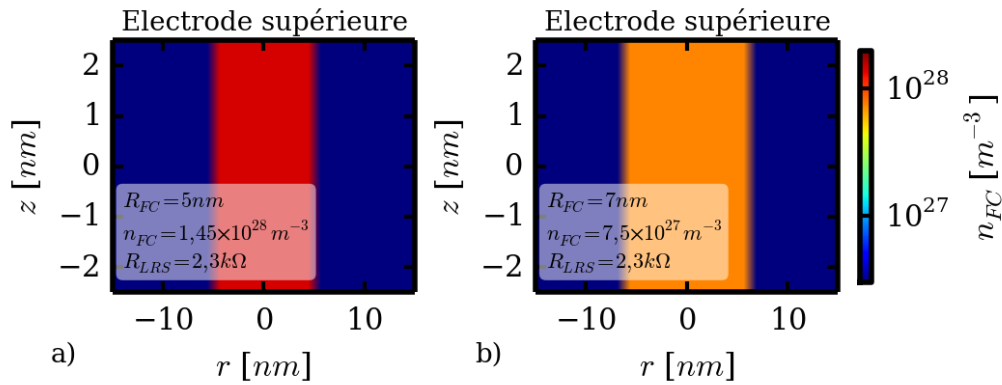 Electrode supérieure
2
1
0
−1
−2
z [nm]
R_FC=5nm
n_FC=1,45×10^28 m^−3
R_LRS=2,3kΩ
−10 0 10
r [nm]
a)
Electrode supérieure
2
1
0
−1
−2
z [nm]
R_FC=7nm
n_FC=7,5×10^27 m^−3
R_LRS=2,3kΩ
−10 0 10
r [nm]
b)
10^28
10^27
n_FC [m^−3]